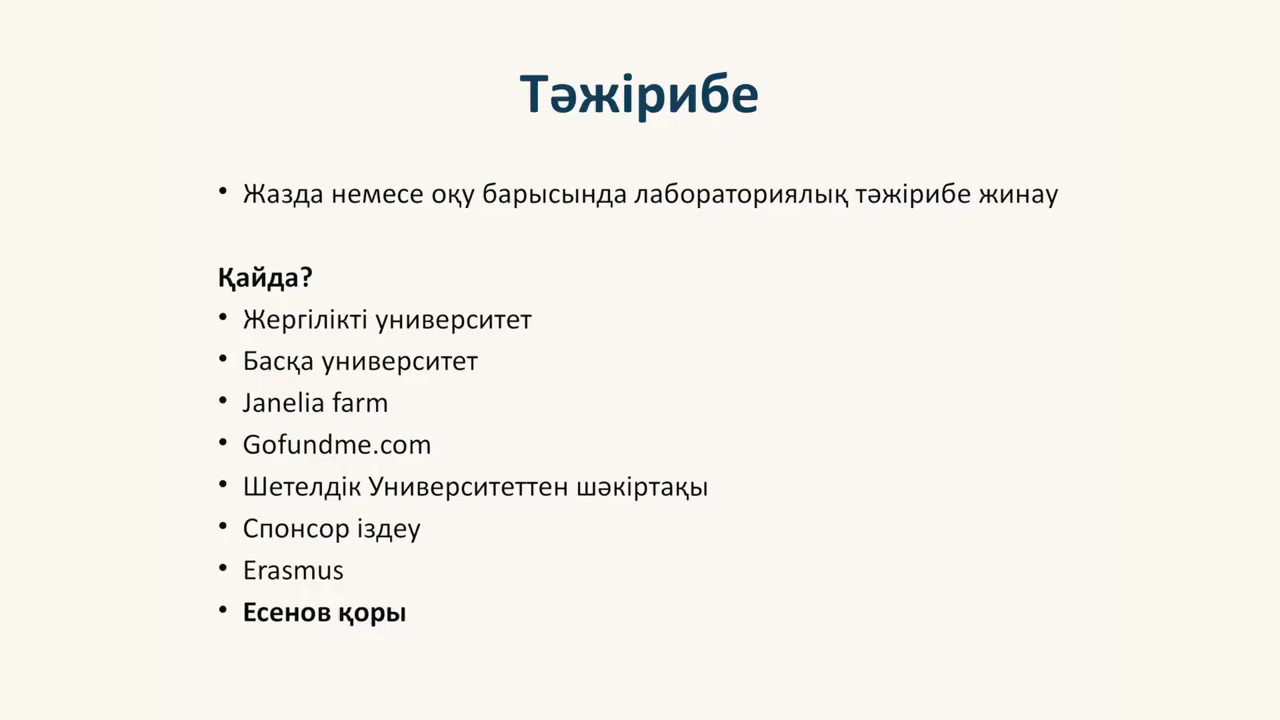 Тәжірибе
• Жазда немесе оқу барысында лабораториялық тәжірибе жинау
Қайда?
• Жергілікті университет
• Басқа университет
• Janelia farm
• Gofundme.com
• Шетелдік Университеттен шәкіртақы
• Спонсор іздеу
• Erasmus
• Есенов қоры